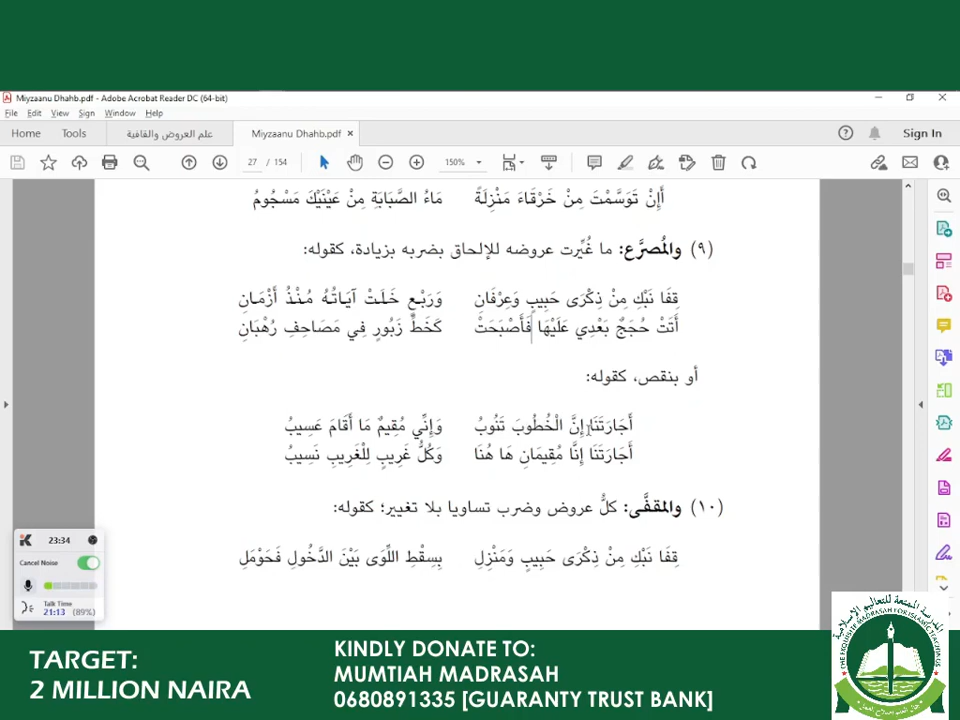 Miyzaanu Dhahb.pdf - Adobe Acrobat Reader DC (64-bit)
File Edit View Sign Window Help
Home Tools علم العروض والقافية Miyzaanu Dhahb.pdf Sign In
27 / 154 150%
أَإِنْ تَوَسَّمْتَ مِنْ خَرْقَاءَ مَنْزِلَةً مَاءُ الصَّبَابَةِ مِنْ عَيْنَيْكَ مَسْجُومُ
(٩) والمُصرَّع: ما غُيِّرت عروضه للإلحاق بضربه بزيادة، كقوله:
قِفَا نَبْكِ مِنْ ذِكْرَى حَبِيبٍ وَعِرْفَانِ وَرَبْعٍ خَلَتْ آيَاتُهُ مُنْذُ أَزْمَانِ
أَتَتْ حُجَجٌ بَعْدِي عَلَيْهَا فَأَصْبَحَتْ كَخَطِّ زَبُورٍ فِي مَصَاحِفِ رُهْبَانِ
أو بنقص، كقوله:
أَجَارَتَنَا إِنَّ الْخُطُوبَ تَنُوبُ وَإِنِّي مُقِيمٌ مَا أَقَامَ عَسِيبُ
أَجَارَتَنَا إِنَّا مُقِيمَانِ هَا هُنَا وَكُلُّ غَرِيبٍ لِلْغَرِيبِ نَسِيبُ
(١٠) والمقفَّى: كلُّ عروض وضرب تساويا بلا تغيير؛ كقوله:
قِفَا نَبْكِ مِنْ ذِكْرَى حَبِيبٍ وَمَنْزِلِ بِسِقْطِ اللِّوَى بَيْنَ الدَّخُولِ فَحَوْمَلِ
23:34
Cancel Noise
Talk Time
21:13 (89%)
TARGET:
2 MILLION NAIRA
KINDLY DONATE TO:
MUMTIAH MADRASAH
0680891335 [GUARANTY TRUST BANK]